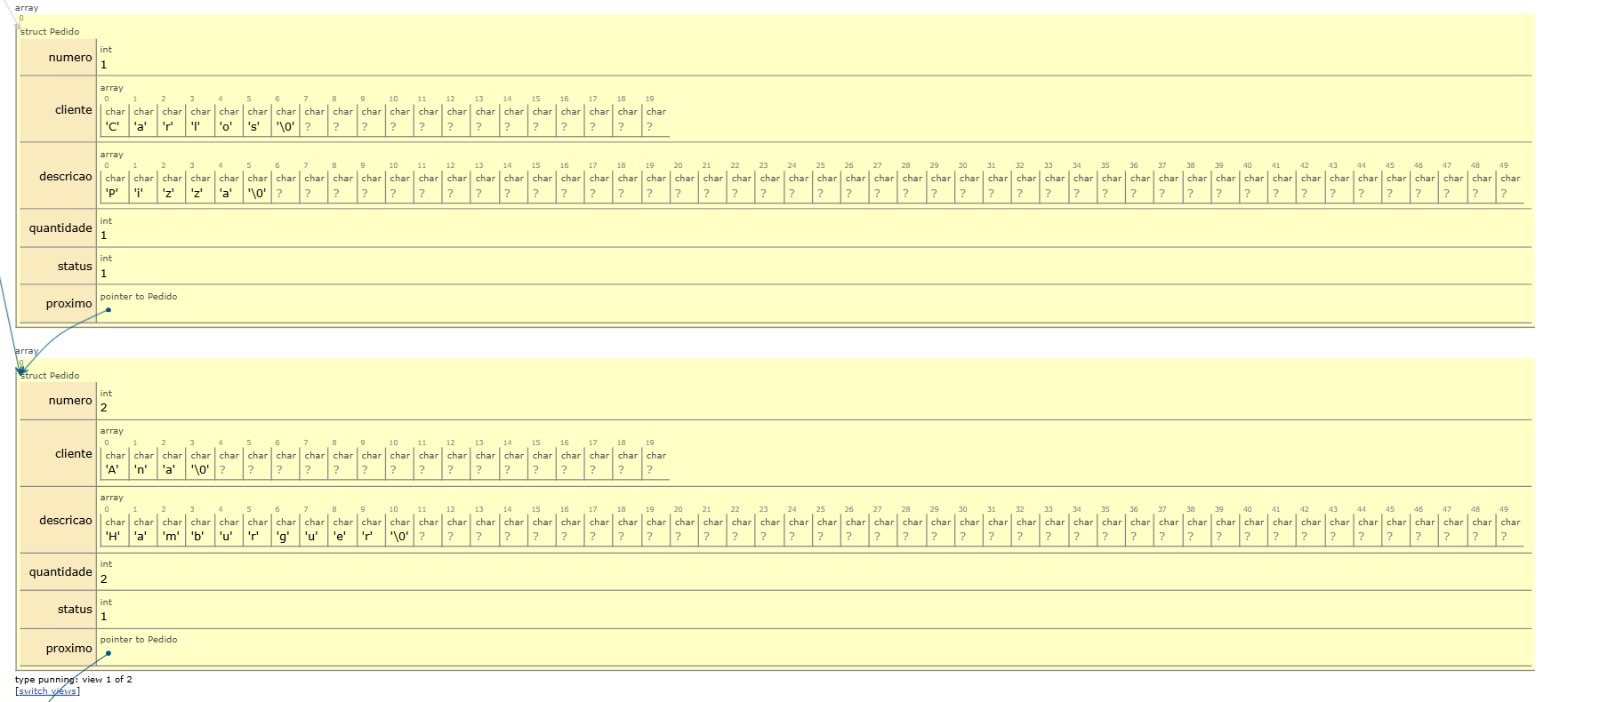 array
0
struct Pedido
numero
int
1
cliente
array
0 1 2 3 4 5 6 7 8 9 10 11 12 13 14 15 16 17 18 19
char char char char char char char char char char char char char char char char char char char char
'C' 'a' 'r' 'l' 'o' 's' '\0' ? ? ? ? ? ? ? ? ? ? ? ? ?
descricao
array
0 1 2 3 4 5 6 7 8 9 10 11 12 13 14 15 16 17 18 19 20 21 22 23 24 25 26 27 28 29 30 31 32 33 34 35 36 37 38 39 40 41 42 43 44 45 46 47 48 49
char char char char char char char char char char char char char char char char char char char char char char char char char char char char char char char char char char char char char char char char char char char char char char char char char char
'P' 'i' 'z' 'z' 'a' '\0' ? ? ? ? ? ? ? ? ? ? ? ? ? ? ? ? ? ? ? ? ? ? ? ? ? ? ? ? ? ? ? ? ? ? ? ? ? ? ? ? ? ? ? ?
quantidade
int
1
status
int
1
proximo
pointer to Pedido
array
0
struct Pedido
numero
int
2
cliente
array
0 1 2 3 4 5 6 7 8 9 10 11 12 13 14 15 16 17 18 19
char char char char char char char char char char char char char char char char char char char char
'A' 'n' 'a' '\0' ? ? ? ? ? ? ? ? ? ? ? ? ? ? ? ?
descricao
array
0 1 2 3 4 5 6 7 8 9 10 11 12 13 14 15 16 17 18 19 20 21 22 23 24 25 26 27 28 29 30 31 32 33 34 35 36 37 38 39 40 41 42 43 44 45 46 47 48 49
char char char char char char char char char char char char char char char char char char char char char char char char char char char char char char char char char char char char char char char char char char char char char char char char char char
'H' 'a' 'm' 'b' 'u' 'r' 'g' 'u' 'e' 'r' '\0' ? ? ? ? ? ? ? ? ? ? ? ? ? ? ? ? ? ? ? ? ? ? ? ? ? ? ? ? ? ? ? ? ? ? ? ? ? ? ?
quantidade
int
2
status
int
1
proximo
pointer to Pedido
type punning: view 1 of 2
[switch views]